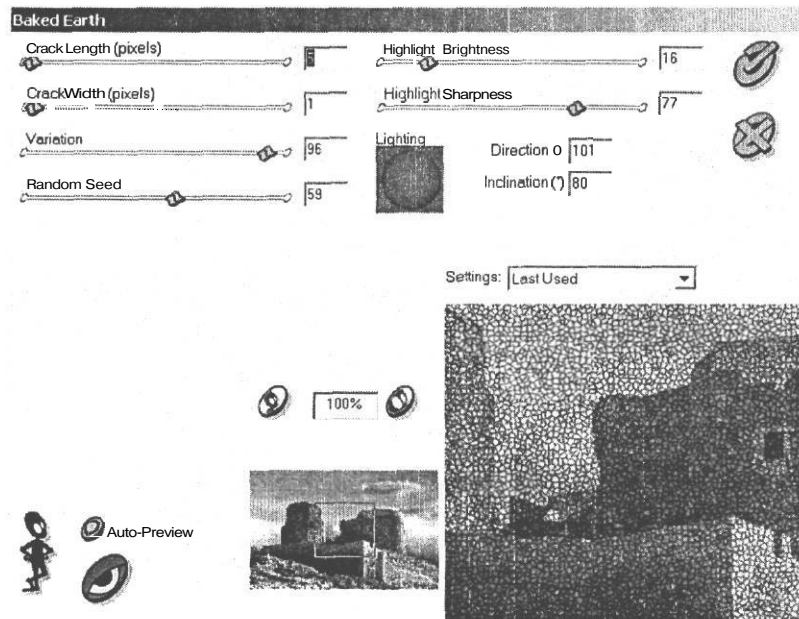 Baked Earth
Crack Length (pixels)
5
CrackWidth (pixels)
1
Variation
96
Random Seed
59
Highlight Brightness
16
Highlight Sharpness
77
Lighting
Direction 0 101
Inclination (") 80
Settings: Last Used
100%
Auto-Preview